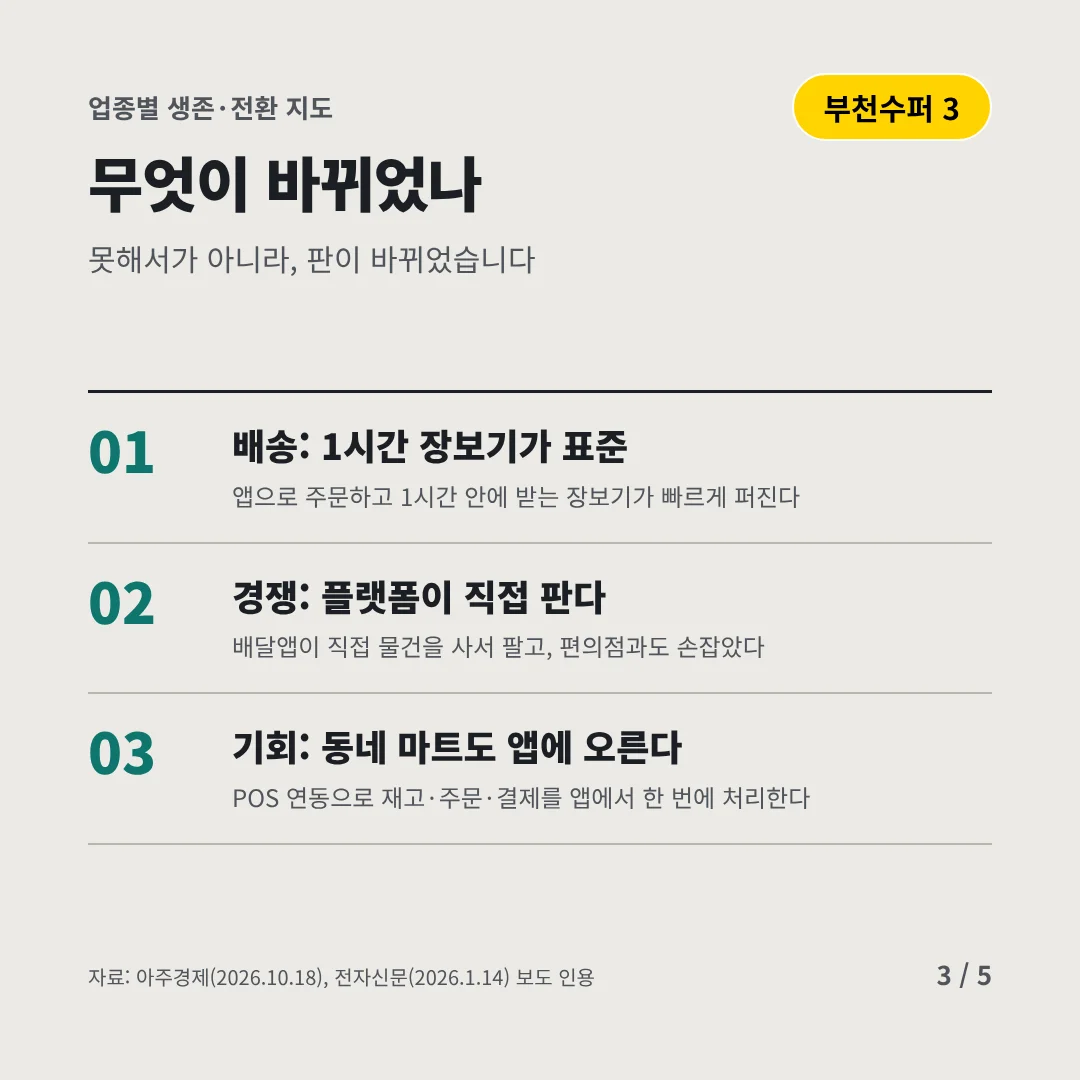 업종별 생존·전환 지도
부천수퍼 3
무엇이 바뀌었나
못해서가 아니라, 판이 바뀌었습니다
01
배송: 1시간 장보기가 표준
앱으로 주문하고 1시간 안에 받는 장보기가 빠르게 퍼진다
02
경쟁: 플랫폼이 직접 판다
배달앱이 직접 물건을 사서 팔고, 편의점과도 손잡았다
03
기회: 동네 마트도 앱에 오른다
POS 연동으로 재고·주문·결제를 앱에서 한 번에 처리한다
자료: 아주경제(2026.10.18), 전자신문(2026.1.14) 보도 인용
3 / 5